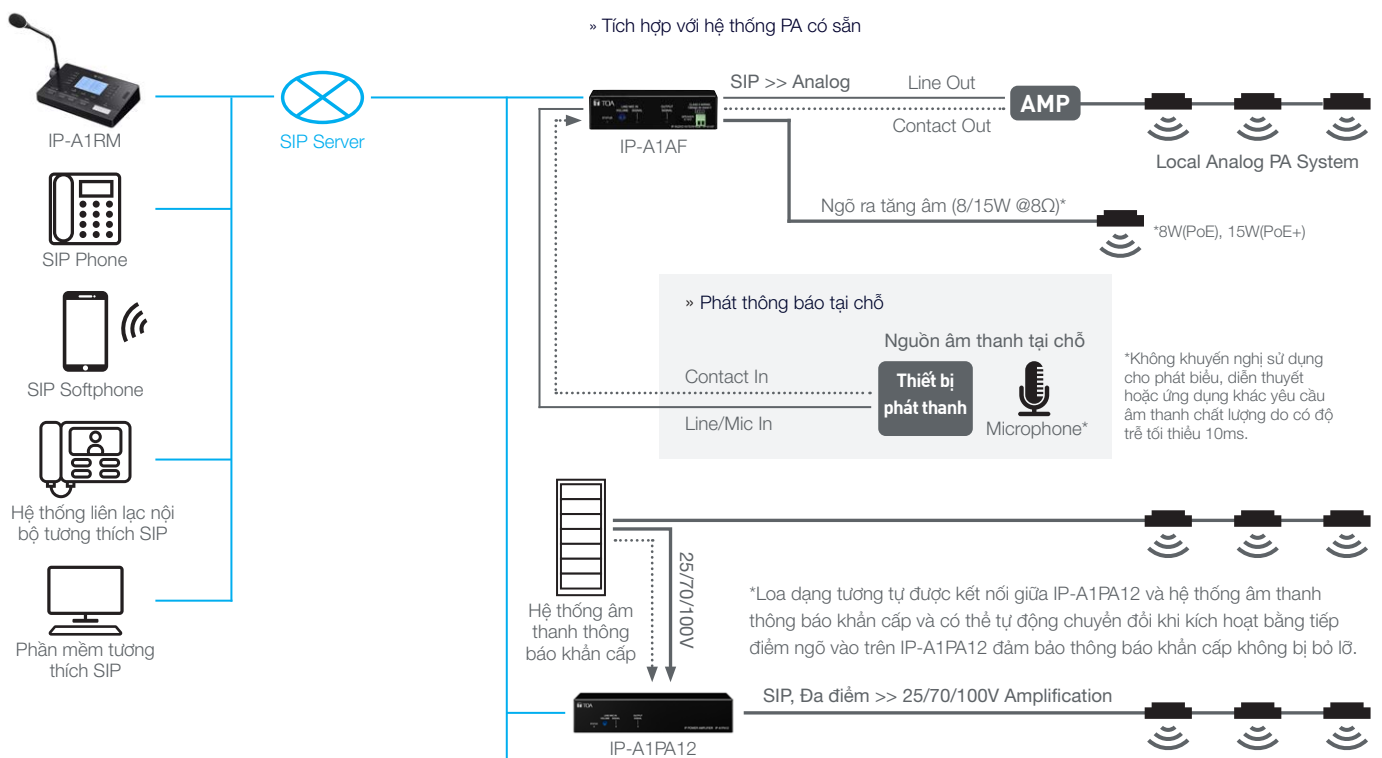 » Tích hợp với hệ thống PA có sẵn
IP-A1RM
SIP Server
TOA
IP-A1AF
SIP >> Analog
Line Out
Contact Out
AMP
Local Analog PA System
SIP Phone
Ngõ ra tăng âm (8/15W @8Ω)*
*8W(PoE), 15W(PoE+)
SIP Softphone
» Phát thông báo tại chỗ
Nguồn âm thanh tại chỗ
Contact In
Line/Mic In
Thiết bị
phát thanh
Microphone*
*Không khuyến nghị sử dụng
cho phát biểu, diễn thuyết
hoặc ứng dụng khác yêu cầu
âm thanh chất lượng do có độ
trễ tối thiểu 10ms.
Hệ thống liên lạc nội
bộ tương thích SIP
Phần mềm tương
thích SIP
Hệ thống âm
thanh thông
báo khẩn cấp
25/70/100V
*Loa dạng tương tự được kết nối giữa IP-A1PA12 và hệ thống âm thanh
thông báo khẩn cấp và có thể tự động chuyển đổi khi kích hoạt bằng tiếp
điểm ngõ vào trên IP-A1PA12 đảm bảo thông báo khẩn cấp không bị bỏ lỡ.
TOA
IP-A1PA12
SIP, Đa điểm >> 25/70/100V Amplification